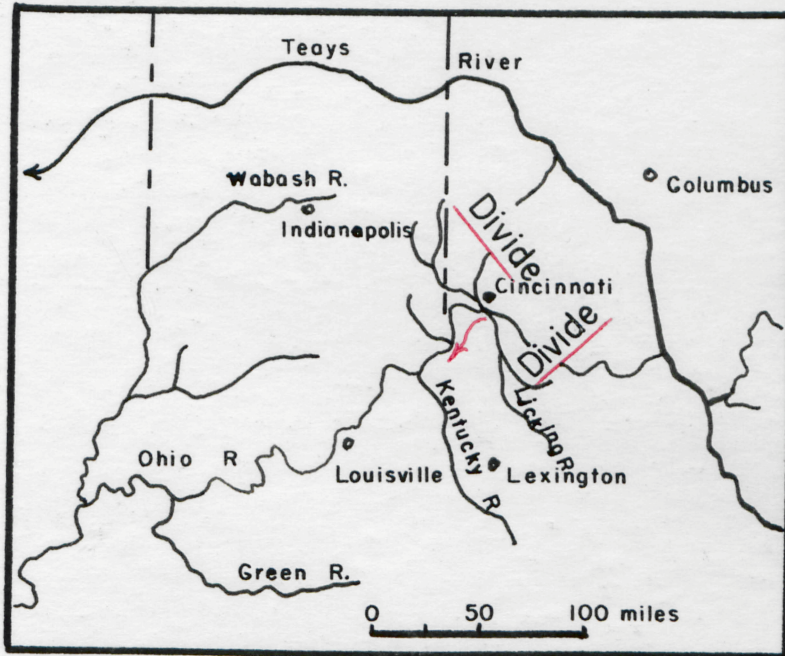 Teays River
Columbus
Wabash R.
Indianapolis
Divide
Cincinnati
Divide
Licking R.
Kentucky R
Ohio R
Louisville
Lexington
Green R.
0 50 100 miles